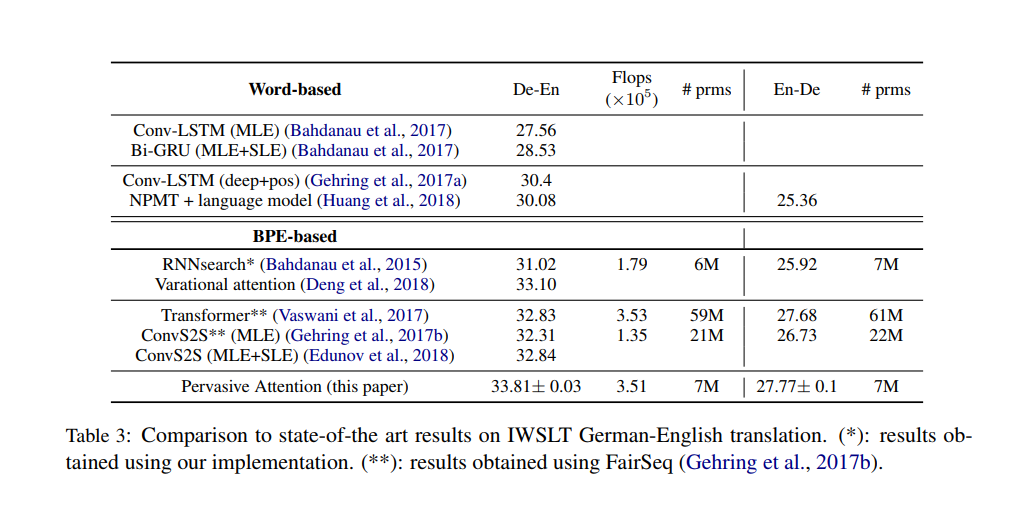 Word-based De-En Flops (×10^5) # prms En-De # prms
Conv-LSTM (MLE) (Bahdanau et al., 2017) 27.56
Bi-GRU (MLE+SLE) (Bahdanau et al., 2017) 28.53
Conv-LSTM (deep+pos) (Gehring et al., 2017a) 30.4
NPMT + language model (Huang et al., 2018) 30.08 25.36
BPE-based
RNNsearch* (Bahdanau et al., 2015) 31.02 1.79 6M 25.92 7M
Varational attention (Deng et al., 2018) 33.10
Transformer** (Vaswani et al., 2017) 32.83 3.53 59M 27.68 61M
ConvS2S** (MLE) (Gehring et al., 2017b) 32.31 1.35 21M 26.73 22M
ConvS2S (MLE+SLE) (Edunov et al., 2018) 32.84
Pervasive Attention (this paper) 33.81± 0.03 3.51 7M 27.77± 0.1 7M
Table 3: Comparison to state-of-the art results on IWSLT German-English translation. (*): results ob-
tained using our implementation. (**): results obtained using FairSeq (Gehring et al., 2017b).